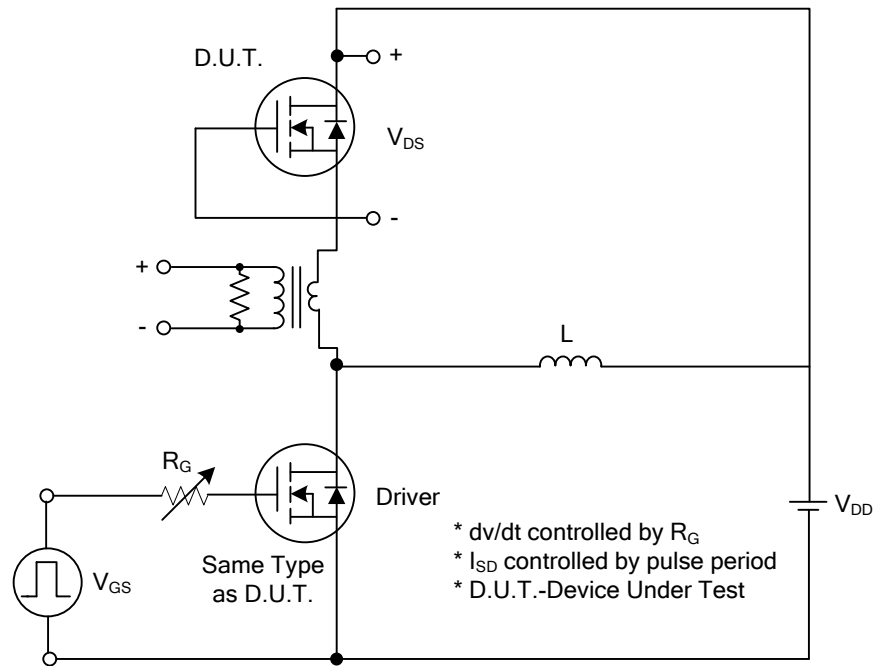 D.U.T.
+
V_DS
-
+
-
L
R_G
Driver
V_DD
V_GS
Same Type
as D.U.T.
* dv/dt controlled by R_G
* I_SD controlled by pulse period
* D.U.T.-Device Under Test